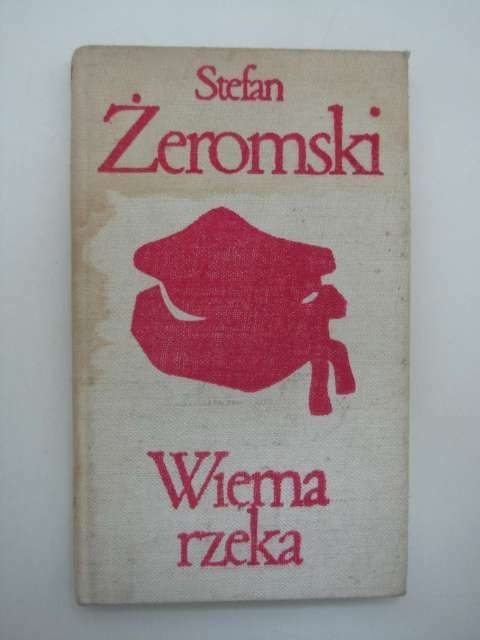 Stefan
Żeromski
Wierna
rzeka